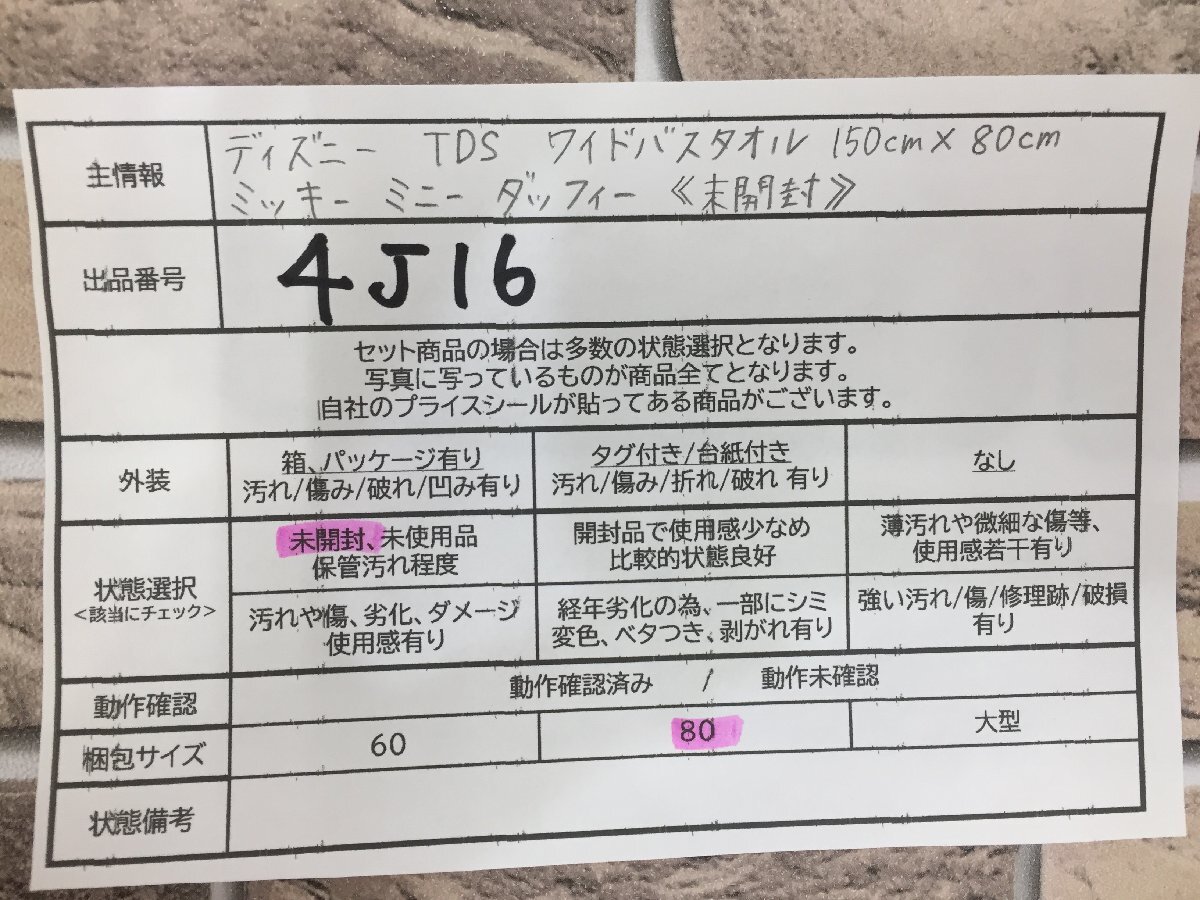 主情報
ディズニー TDS ワイドバスタオル 150cm×80cm
ミッキー ミニー ダッフィー ≪未開封≫
出品番号
4J16
セット商品の場合は多数の状態選択となります。
写真に写っているものが商品全てとなります。
自社のプライスシールが貼ってある商品がございます。
外装
箱、パッケージ有り
汚れ/傷み/破れ/凹み有り
タグ付き/台紙付き
汚れ/傷み/折れ/破れ 有り
なし
状態選択
<該当にチェック>
未開封、未使用品
保管汚れ程度
開封品で使用感少なめ
比較的状態良好
薄汚れや微細な傷等、
使用感若干有り
汚れや傷、劣化、ダメージ
使用感有り
経年劣化の為、一部にシミ
変色、ベタつき、剥がれ有り
強い汚れ/傷/修理跡/破損
有り
動作確認
動作確認済み / 動作未確認
梱包サイズ
60
80
大型
状態備考